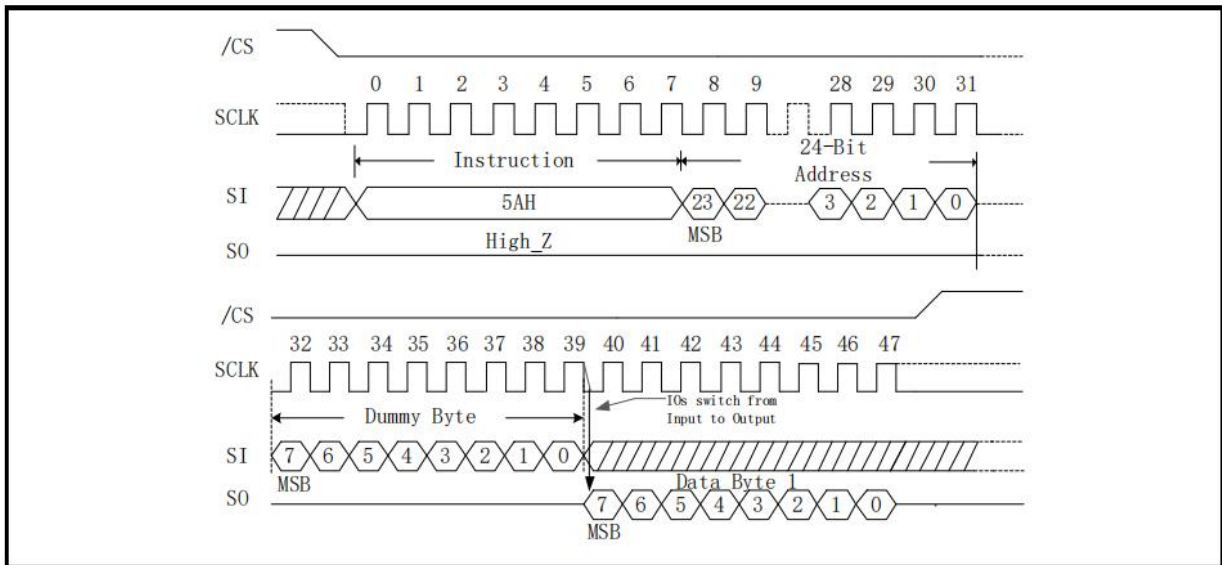 /CS
0 1 2 3 4 5 6 7 8 9 28 29 30 31
SCLK
Instruction 24-Bit Address
SI 5AH 23 22 3 2 1 0
MSB
High_Z
SO
/CS
32 33 34 35 36 37 38 39 40 41 42 43 44 45 46 47
SCLK
IOs switch from
Dummy Byte Input to Output
SI 7 6 5 4 3 2 1 0
MSB Data Byte 1
SO 7 6 5 4 3 2 1 0
MSB